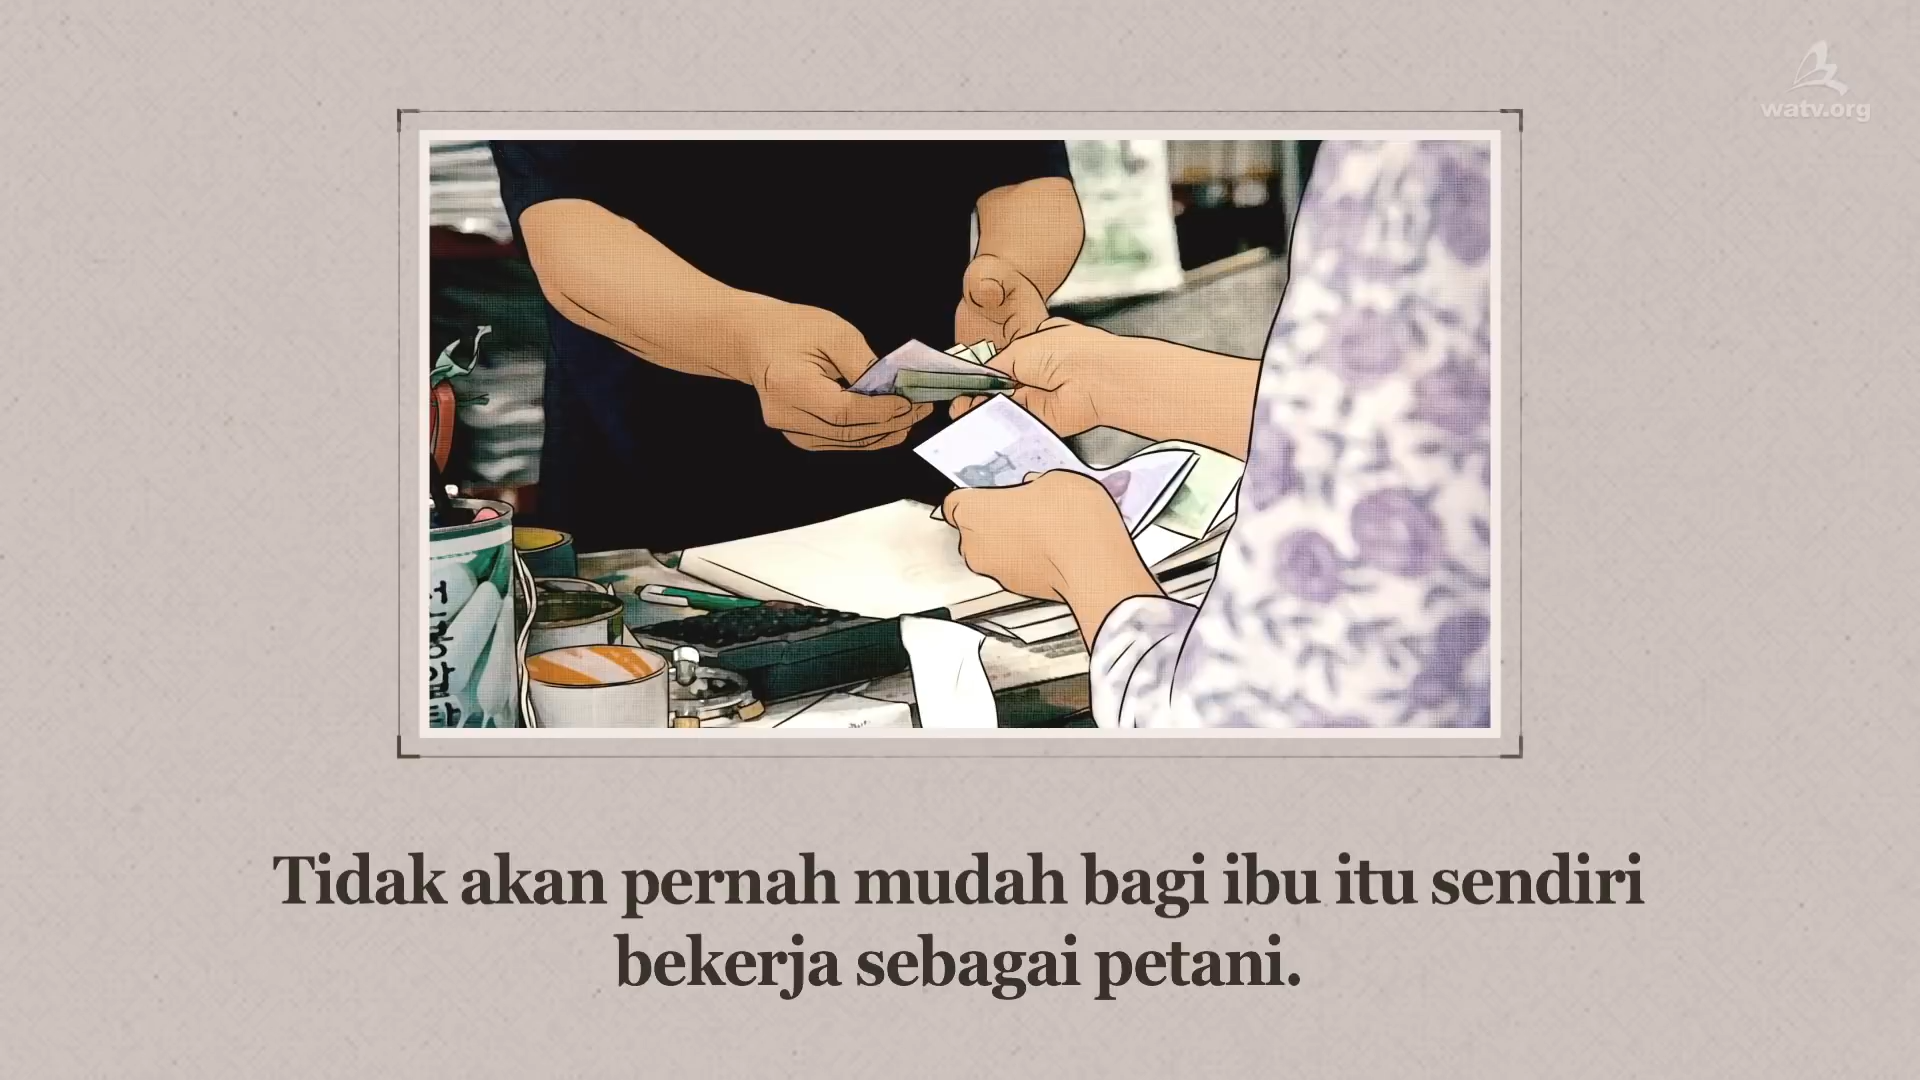 watv.org
Tidak akan pernah mudah bagi ibu itu sendiri
bekerja sebagai petani.